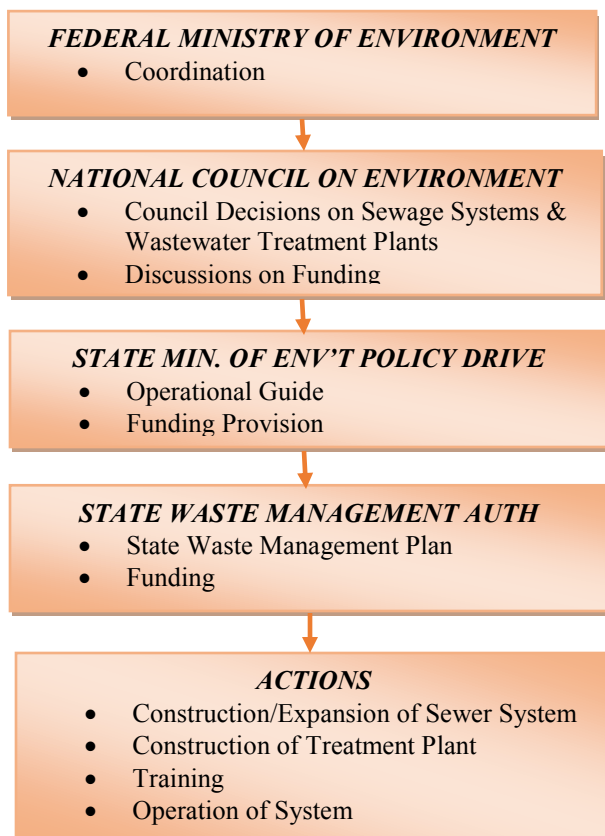 FEDERAL MINISTRY OF ENVIRONMENT
• Coordination
NATIONAL COUNCIL ON ENVIRONMENT
• Council Decisions on Sewage Systems &
Wastewater Treatment Plants
• Discussions on Funding
STATE MIN. OF ENV’T POLICY DRIVE
• Operational Guide
• Funding Provision
STATE WASTE MANAGEMENT AUTH
• State Waste Management Plan
• Funding
ACTIONS
• Construction/Expansion of Sewer System
• Construction of Treatment Plant
• Training
• Operation of System